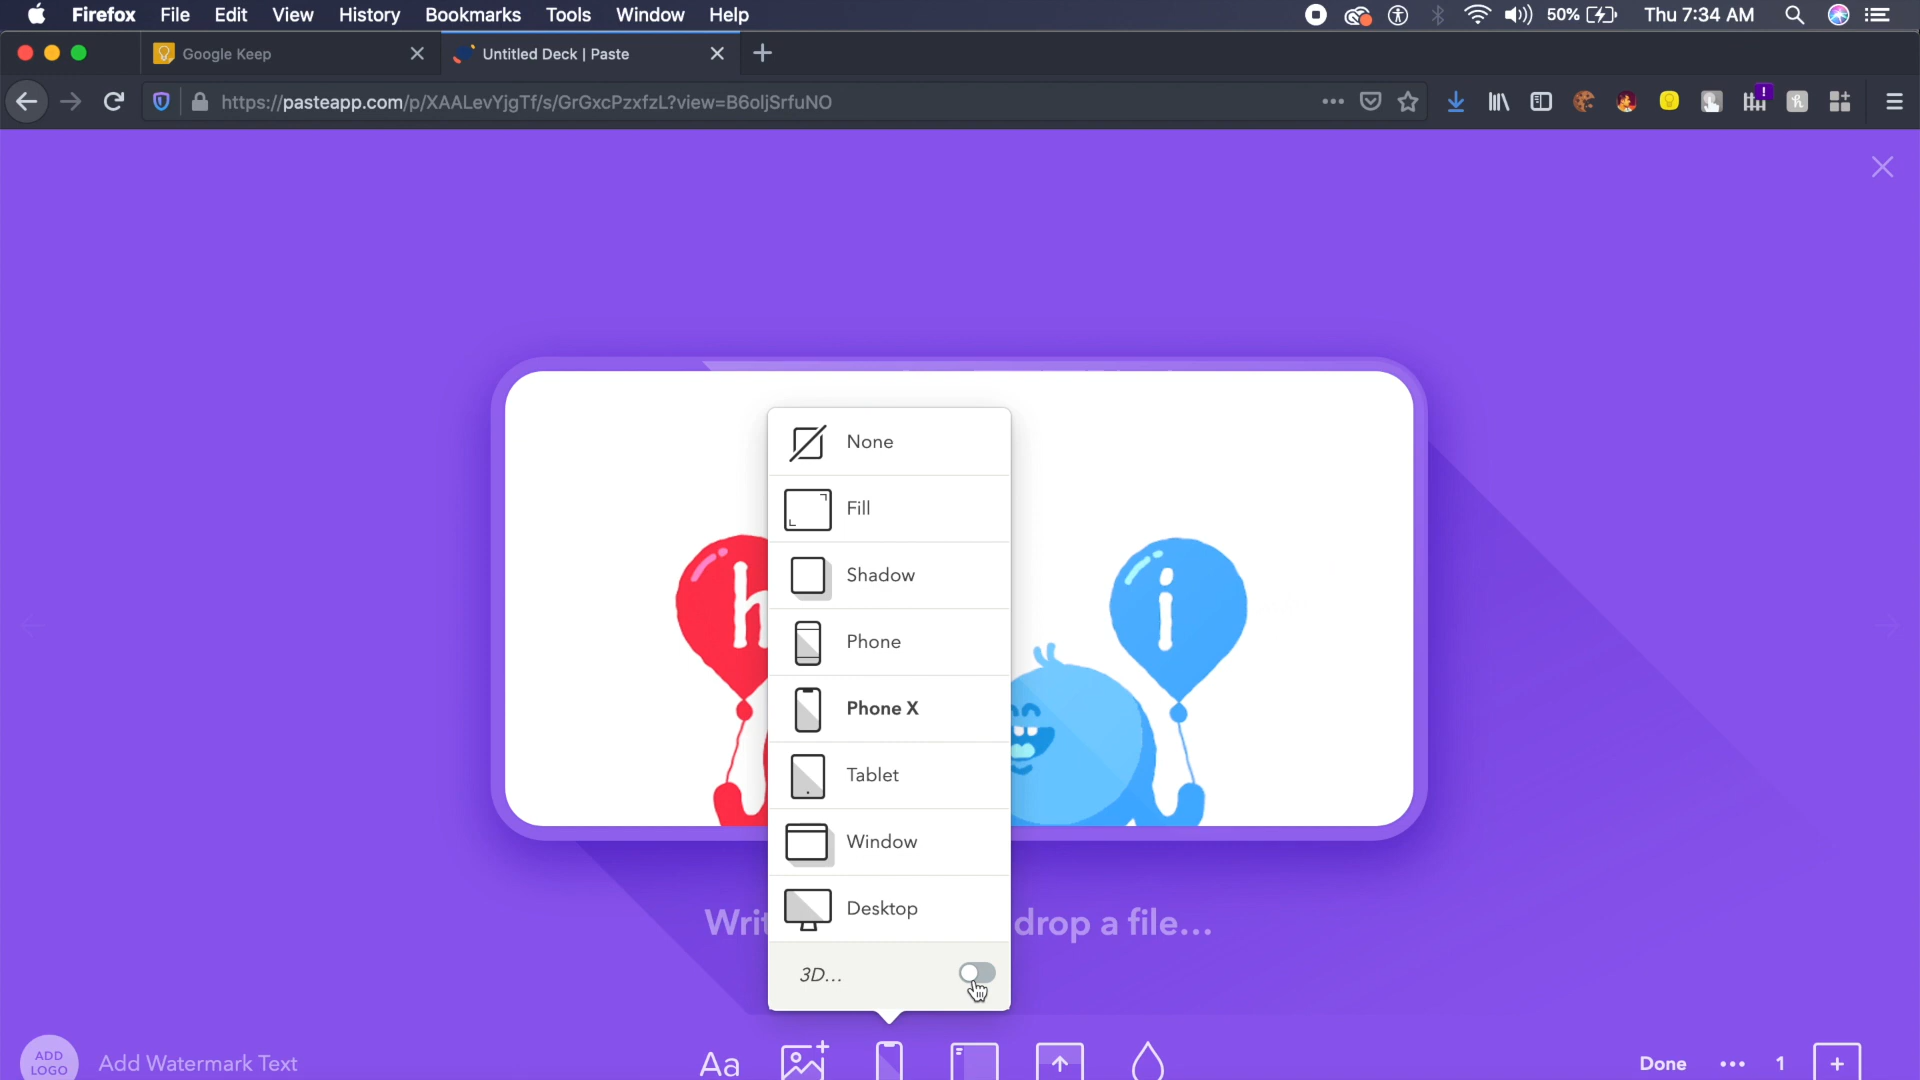 Firefox File Edit View History Bookmarks Tools Window Help 50% Thu 7:34 AM
Google Keep Untitled Deck | Paste
https://pasteapp.com/p/XAALevYjgTf/s/GrGxcPzxfzL?view=B6oljSrfuNO
None
Fill
Shadow
h i
Phone
Phone X
Tablet
Window
Desktop
drop a file...
3D...
ADD LOGO Add Watermark Text Aa Done ... 1 +